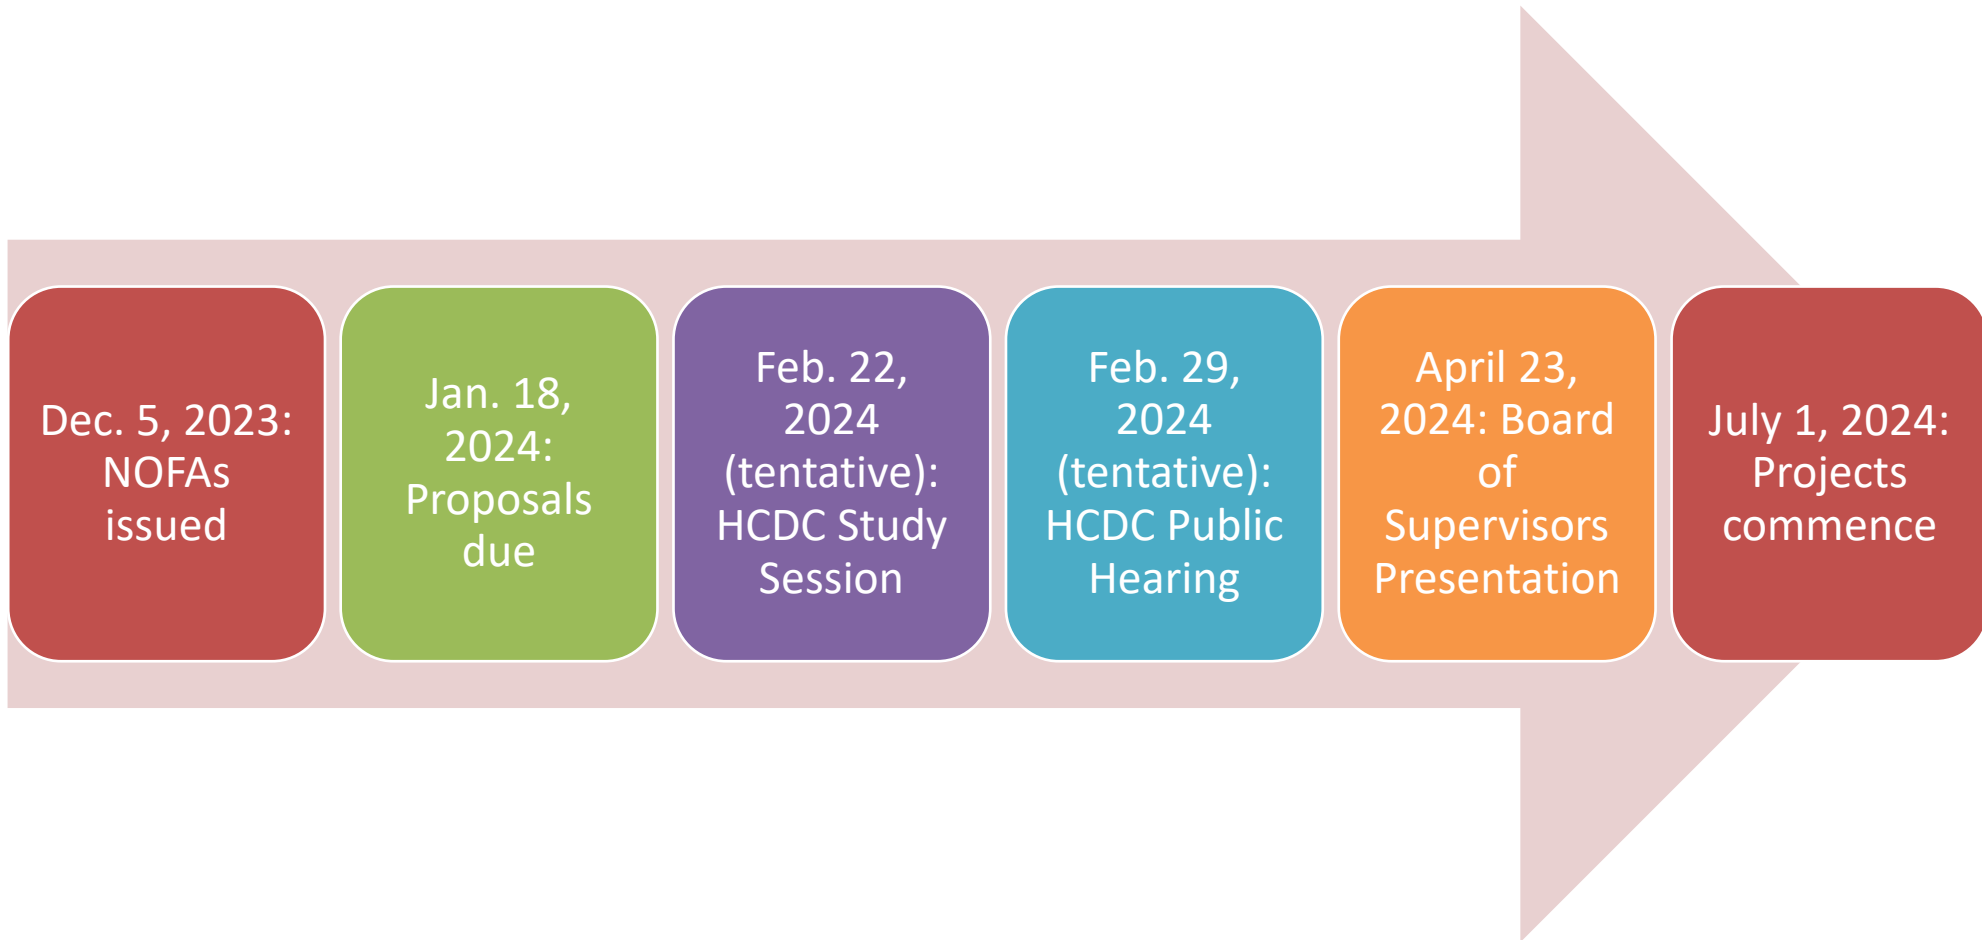 Dec. 5, 2023:
NOFAs
issued
Jan. 18,
2024:
Proposals
due
Feb. 22,
2024
(tentative):
HCDC Study
Session
Feb. 29,
2024
(tentative):
HCDC Public
Hearing
April 23,
2024: Board
of
Supervisors
Presentation
July 1, 2024:
Projects
commence